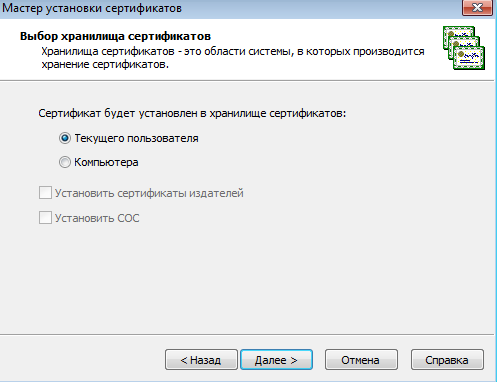 Мастер установки сертификатов
Выбор хранилища сертификатов
Хранилища сертификатов - это области системы, в которых производится
хранение сертификатов.
Сертификат будет установлен в хранилище сертификатов:
Текущего пользователя
Компьютера
Установить сертификаты издателей
Установить СОС
< Назад
Далее >
Отмена
Справка